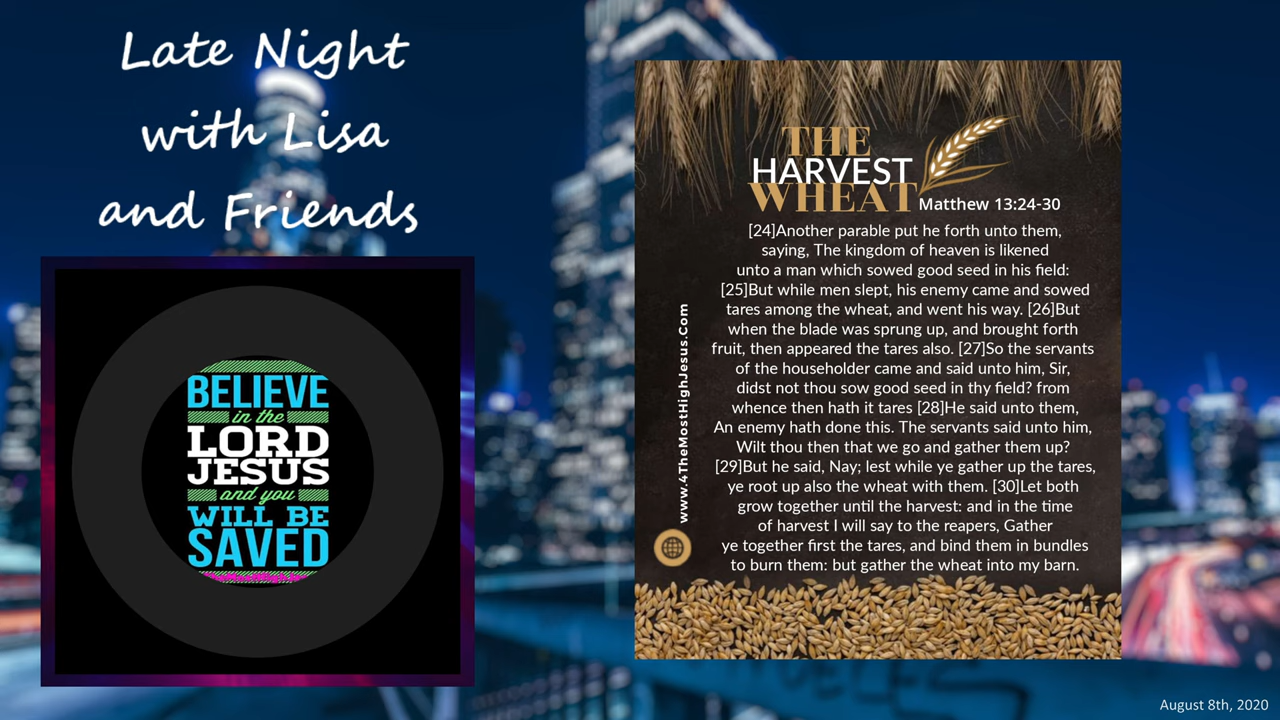 Late Night
with Lisa
and Friends
BELIEVE
in the
LORD
JESUS
and you
WILL BE
SAVED
THE
HARVEST
WHEAT
Matthew 13:24-30
[24]Another parable put he forth unto them,
saying, The kingdom of heaven is likened
unto a man which sowed good seed in his field:
[25]But while men slept, his enemy came and sowed
tares among the wheat, and went his way. [26]But
when the blade was sprung up, and brought forth
fruit, then appeared the tares also. [27]So the servants
of the householder came and said unto him, Sir,
didst not thou sow good seed in thy field? from
whence then hath it tares [28]He said unto them,
An enemy hath done this. The servants said unto him,
Wilt thou then that we go and gather them up?
[29]But he said, Nay; lest while ye gather up the tares,
ye root up also the wheat with them. [30]Let both
grow together until the harvest: and in the time
of harvest I will say to the reapers, Gather
ye together first the tares, and bind them in bundles
to burn them: but gather the wheat into my barn.
www.4TheMostHighJesus.Com
August 8th, 2020